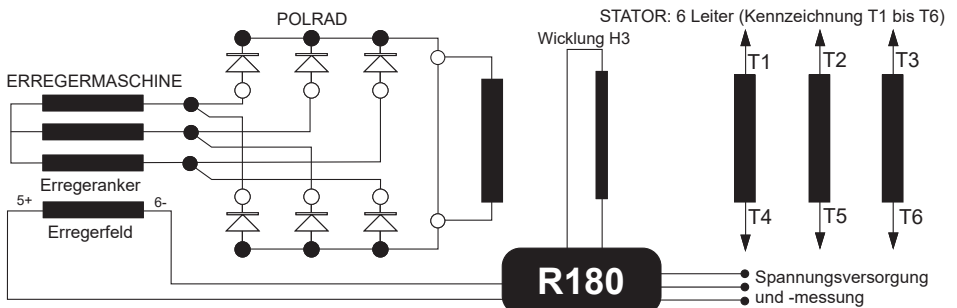 POLRAD
STATOR: 6 Leiter (Kennzeichnung T1 bis T6)
Wicklung H3
T1
T2
T3
ERREGERMASCHINE
Erregeranker
5+
6-
Erregerfeld
T4
T5
T6
R180
Spannungsversorgung
und -messung